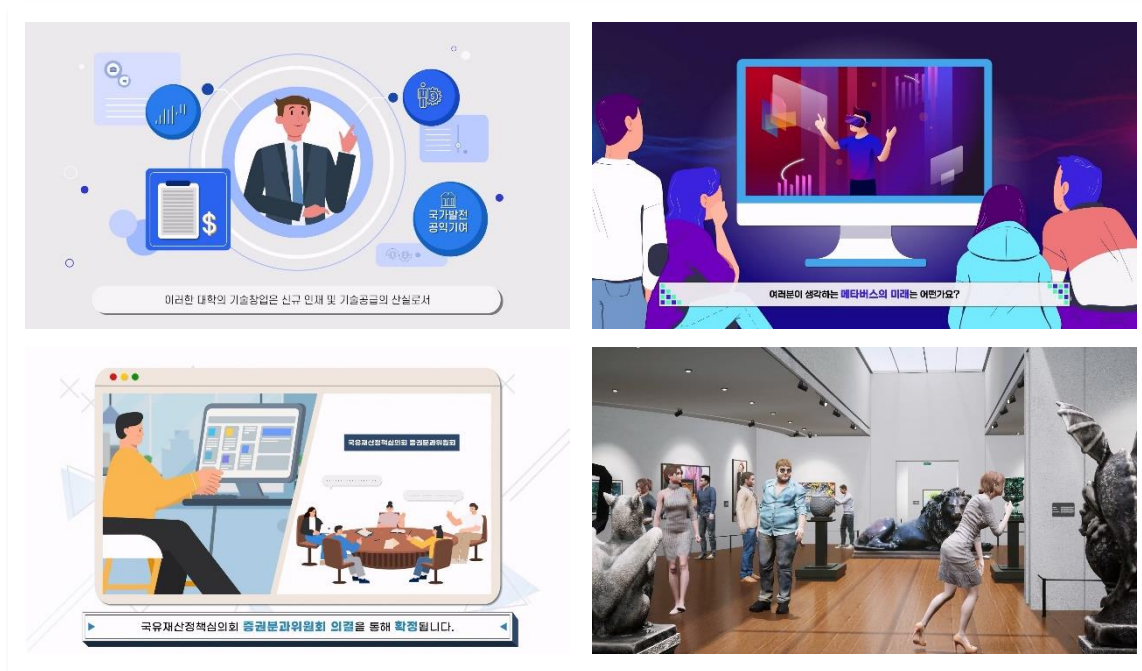 국가발전
공익기여
이러한 대학의 기술창업은 신규 인재 및 기술공급의 산실로서
여러분이 생각하는 메타버스의 미래는 어떤가요?
국유재산정책심의회 증권분과위원회
국유재산정책심의회 증권분과위원회 의결을 통해 확정됩니다.